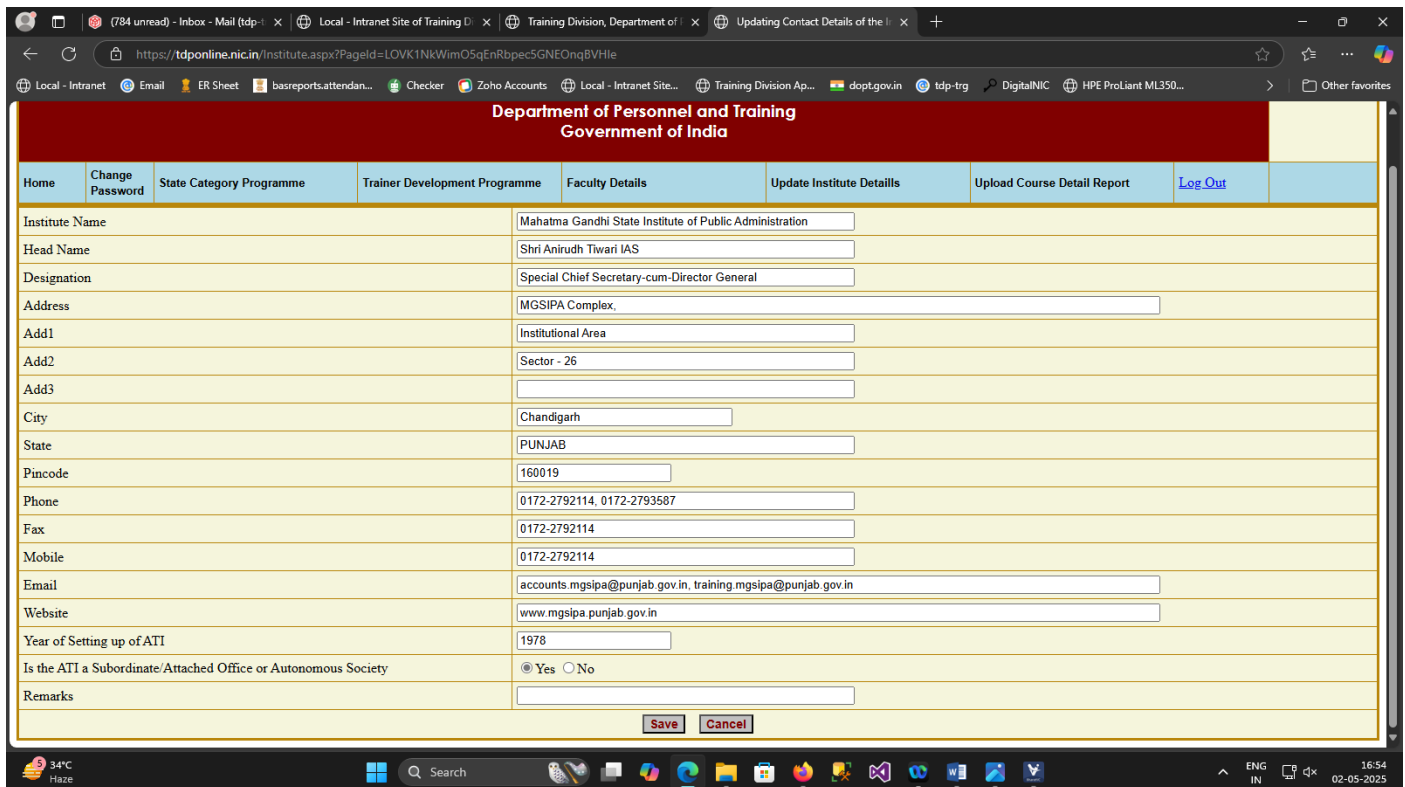 (784 unread) - Inbox - Mail (tdp-t
Local - Intranet Site of Training Di
Training Division, Department of P
Updating Contact Details of the In
https://tdponline.nic.in/Institute.aspx?PageId=LOVK1NkWimO5qEnRbpec5GNEOnqBVHIe
Local - Intranet Email ER Sheet basreports.attendan... Checker Zoho Accounts Local - Intranet Site... Training Division Ap... dopt.gov.in tdp-trg DigitalNIC HPE ProLiant ML350... Other favorites
Department of Personnel and Training
Government of India
Home Change Password State Category Programme Trainer Development Programme Faculty Details Update Institute Detaills Upload Course Detail Report Log Out
Institute Name Mahatma Gandhi State Institute of Public Administration
Head Name Shri Anirudh Tiwari IAS
Designation Special Chief Secretary-cum-Director General
Address MGSIPA Complex,
Add1 Institutional Area
Add2 Sector - 26
Add3
City Chandigarh
State PUNJAB
Pincode 160019
Phone 0172-2792114, 0172-2793587
Fax 0172-2792114
Mobile 0172-2792114
Email accounts.mgsipa@punjab.gov.in, training.mgsipa@punjab.gov.in
Website www.mgsipa.punjab.gov.in
Year of Setting up of ATI 1978
Is the ATI a Subordinate/Attached Office or Autonomous Society Yes No
Remarks
Save Cancel
5 34°C
Haze
Search
ENG
IN
16:54
02-05-2025